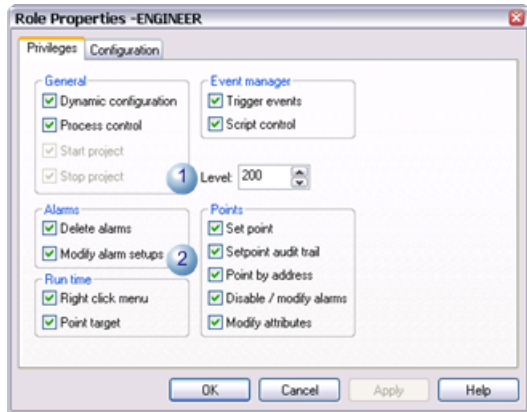 Role Properties -ENGINEER
Privileges
Configuration
General
Dynamic configuration
Process control
Start project
Stop project
Event manager
Trigger events
Script control
1
Level: 200
Alarms
Delete alarms
Modify alarm setups
2
Run time
Right click menu
Point target
Points
Set point
Setpoint audit trail
Point by address
Disable / modify alarms
Modify attributes
OK
Cancel
Apply
Help